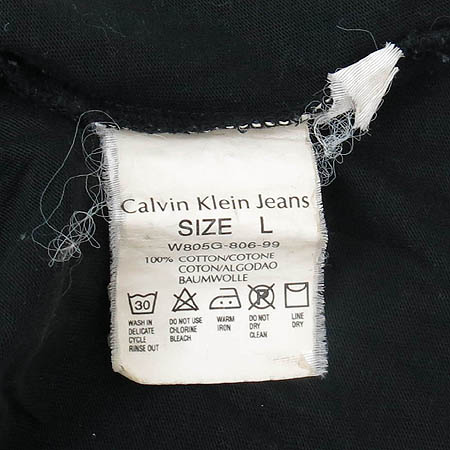 Calvin Klein Jeans
SIZE L
W805G-806-99
100% COTTON/COTONE
COTON/ALGODAO
BAUMWOLLE
30
WASH IN DELICATE CYCLE RINSE OUT
DO NOT USE CHLORINE BLEACH
WARM IRON
DO NOT DRY CLEAN
LINE DRY